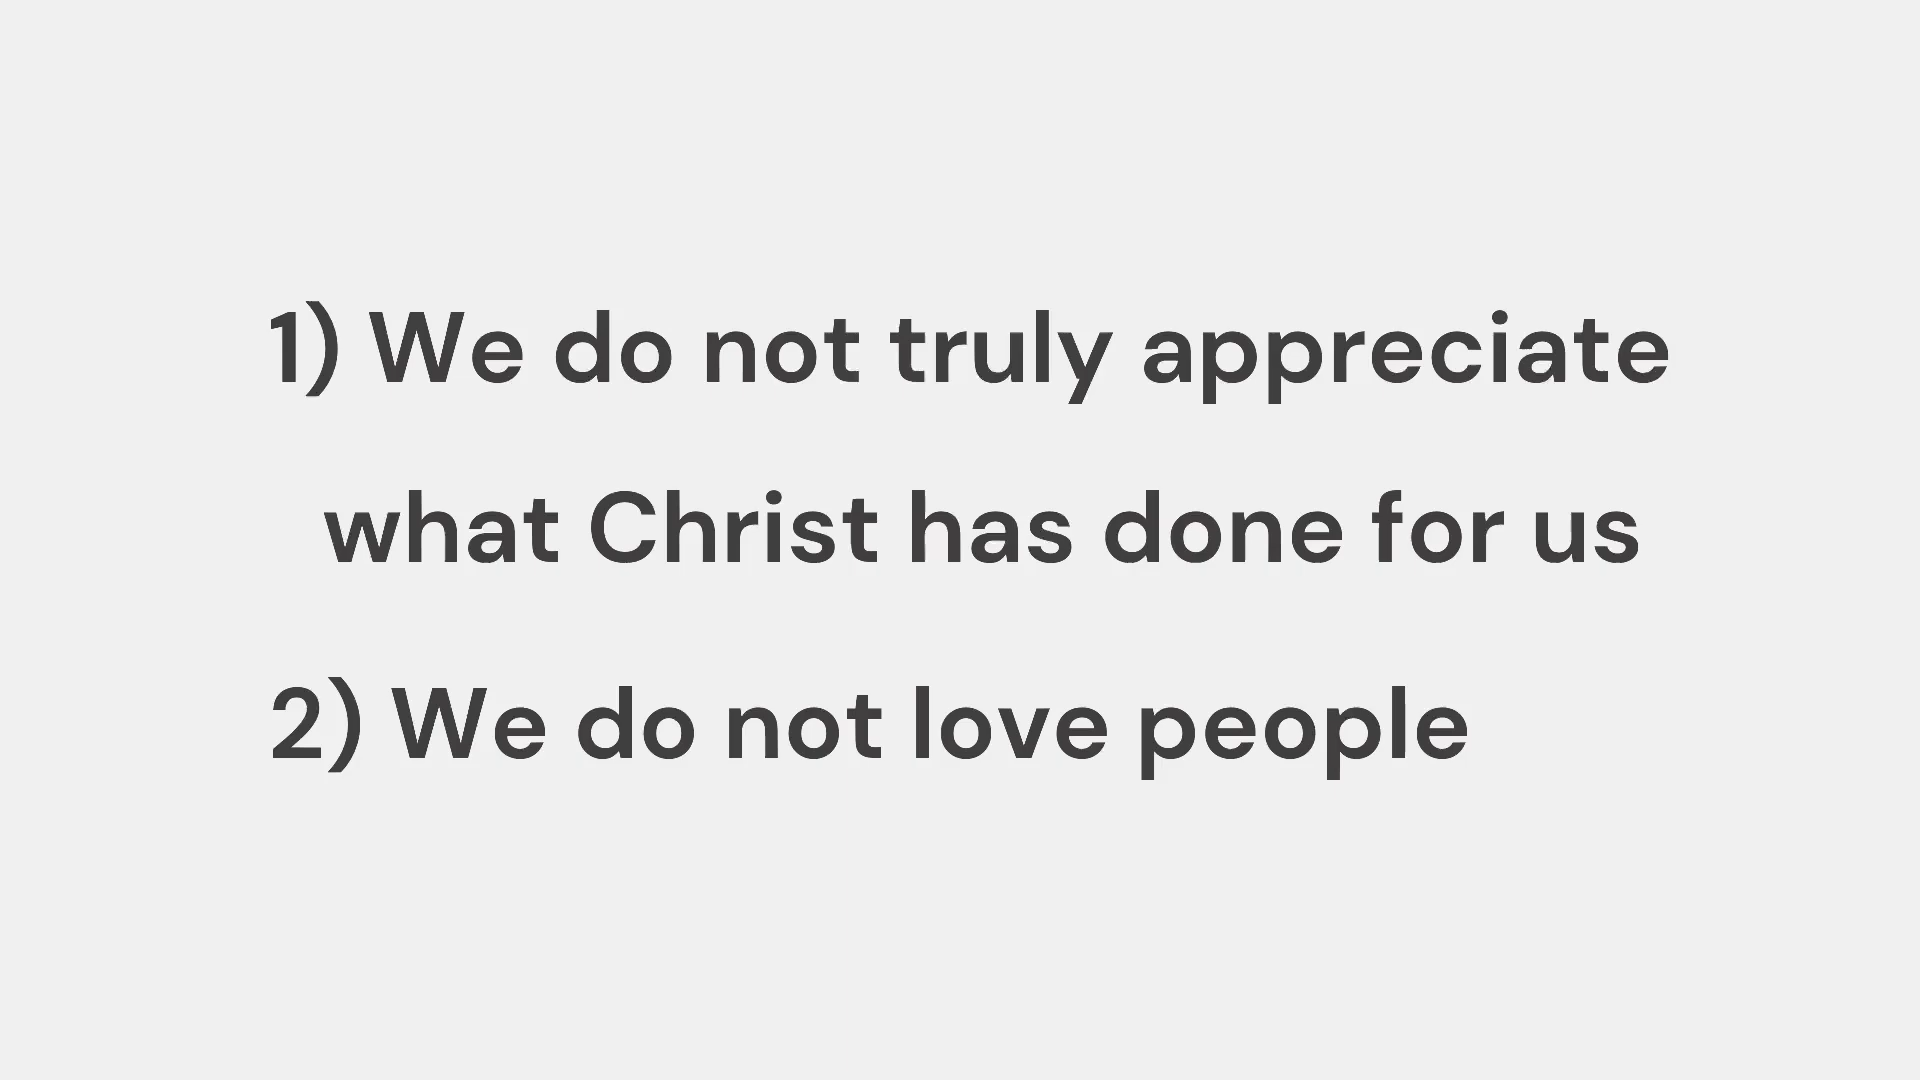 1) We do not truly appreciate
what Christ has done for us
2) We do not love people